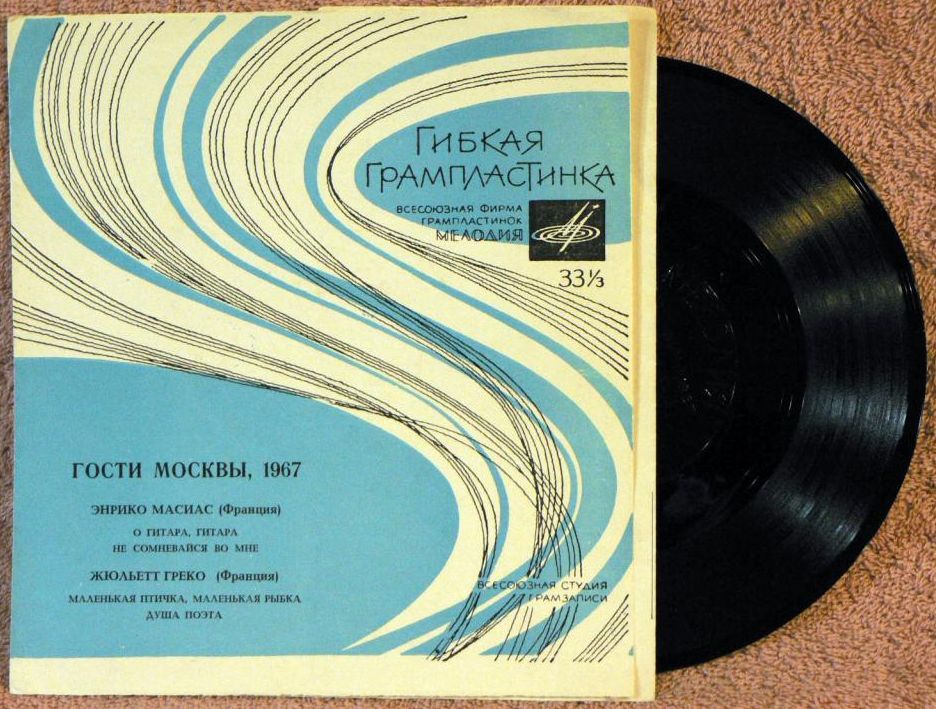 ГИБКАЯ
ГРАМПЛАСТИНКА
ВСЕСОЮЗНАЯ ФИРМА
ГРАМПЛАСТИНОК
МЕЛОДИЯ
33⅓
ГОСТИ МОСКВЫ, 1967
ЭНРИКО МАСИАС (Франция)
О ГИТАРА, ГИТАРА
НЕ СОМНЕВАЙСЯ ВО МНЕ
ЖЮЛЬЕТТ ГРЕКО (Франция)
МАЛЕНЬКАЯ ПТИЧКА, МАЛЕНЬКАЯ РЫБКА
ДУША ПОЭТА
ВСЕСОЮЗНАЯ СТУДИЯ
ГРАМЗАПИСИ